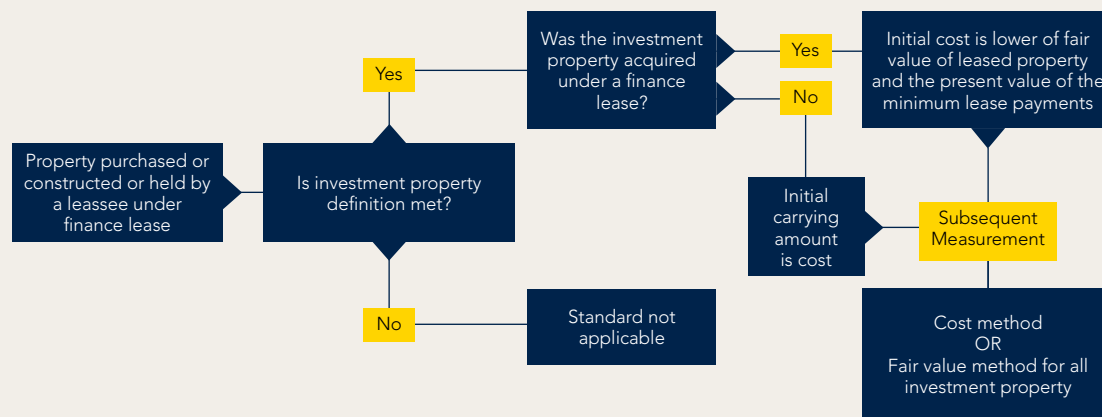 Property purchased or
constructed or held by
a leassee under
finance lease
Is investment property
definition met?
Yes
No
Standard not
applicable
Was the investment
property acquired
under a finance
lease?
Yes
No
Initial cost is lower of fair
value of leased property
and the present value of the
minimum lease payments
Initial
carrying
amount
is cost
Subsequent
Measurement
Cost method
OR
Fair value method for all
investment property